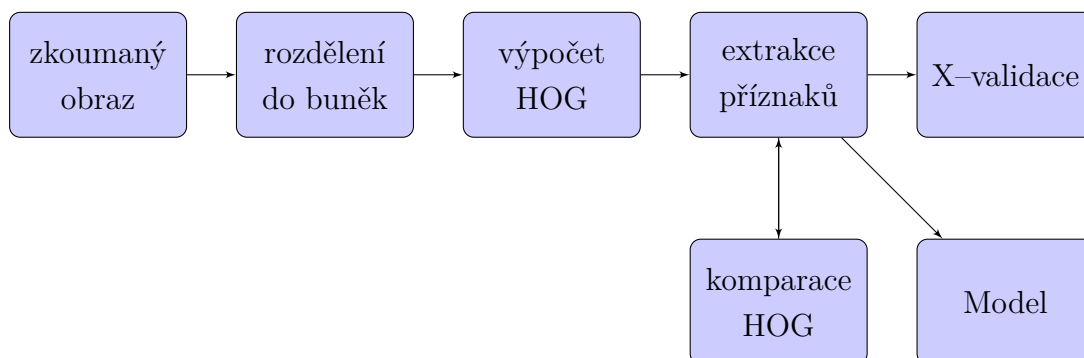 zkoumaný
obraz
rozdělení
do buněk
výpočet
HOG
extrakce
příznaků
X–validace
komparace
HOG
Model